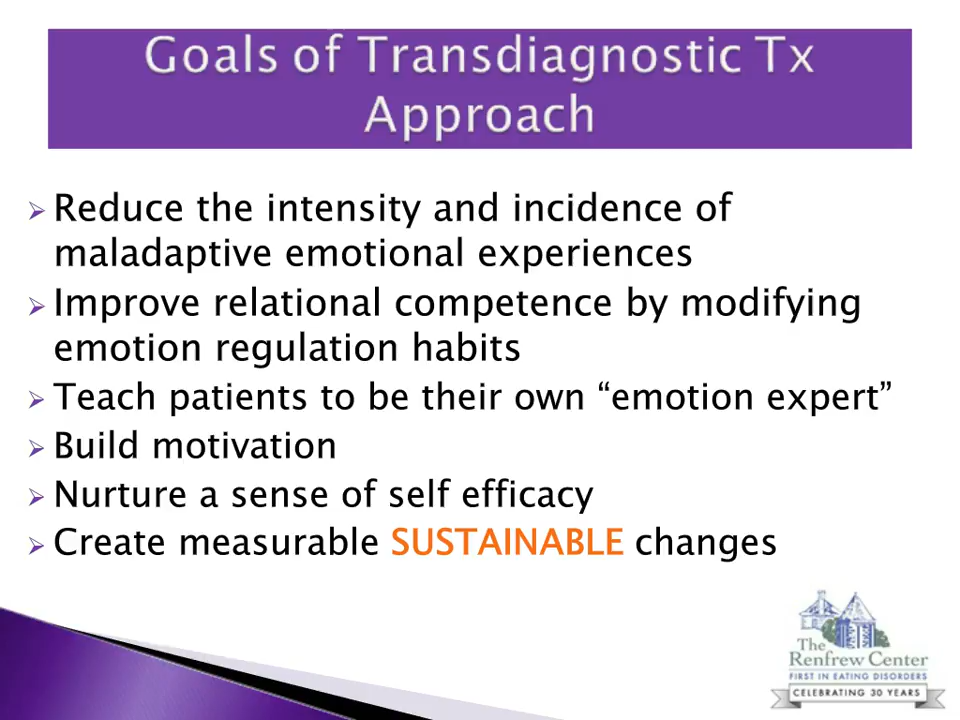 Goals of Transdiagnostic Tx
Approach
Reduce the intensity and incidence of
maladaptive emotional experiences
Improve relational competence by modifying
emotion regulation habits
Teach patients to be their own “emotion expert”
Build motivation
Nurture a sense of self efficacy
Create measurable SUSTAINABLE changes
The
Renfrew Center
FIRST IN EATING DISORDERS
CELEBRATING 30 YEARS